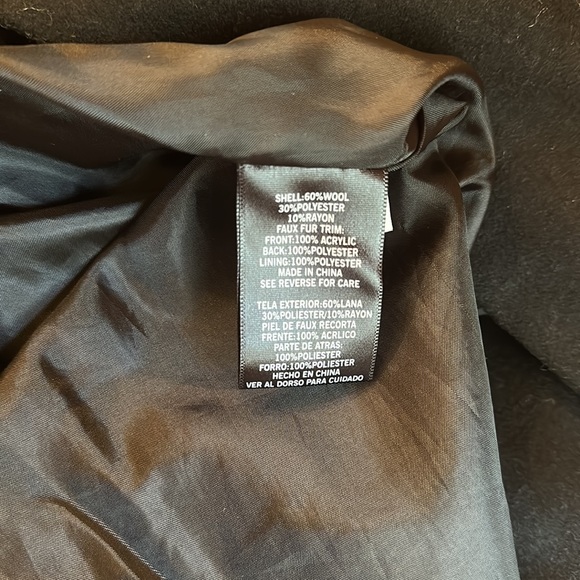 SHELL:60%WOOL
30%POLYESTER
10%RAYON
FAUX FUR TRIM:
FRONT:100% ACRYLIC
BACK:100%POLYESTER
LINING:100%POLYESTER
MADE IN CHINA
SEE REVERSE FOR CARE
TELA EXTERIOR:60%LANA
30%POLIESTER/10%RAYON
PIEL DE FAUX RECORTA
FRENTE:100% ACRLICO
PARTE DE ATRAS:
100%POLIESTER
FORRO:100%POLIESTER
HECHO EN CHINA
VER AL DORSO PARA CUIDADO